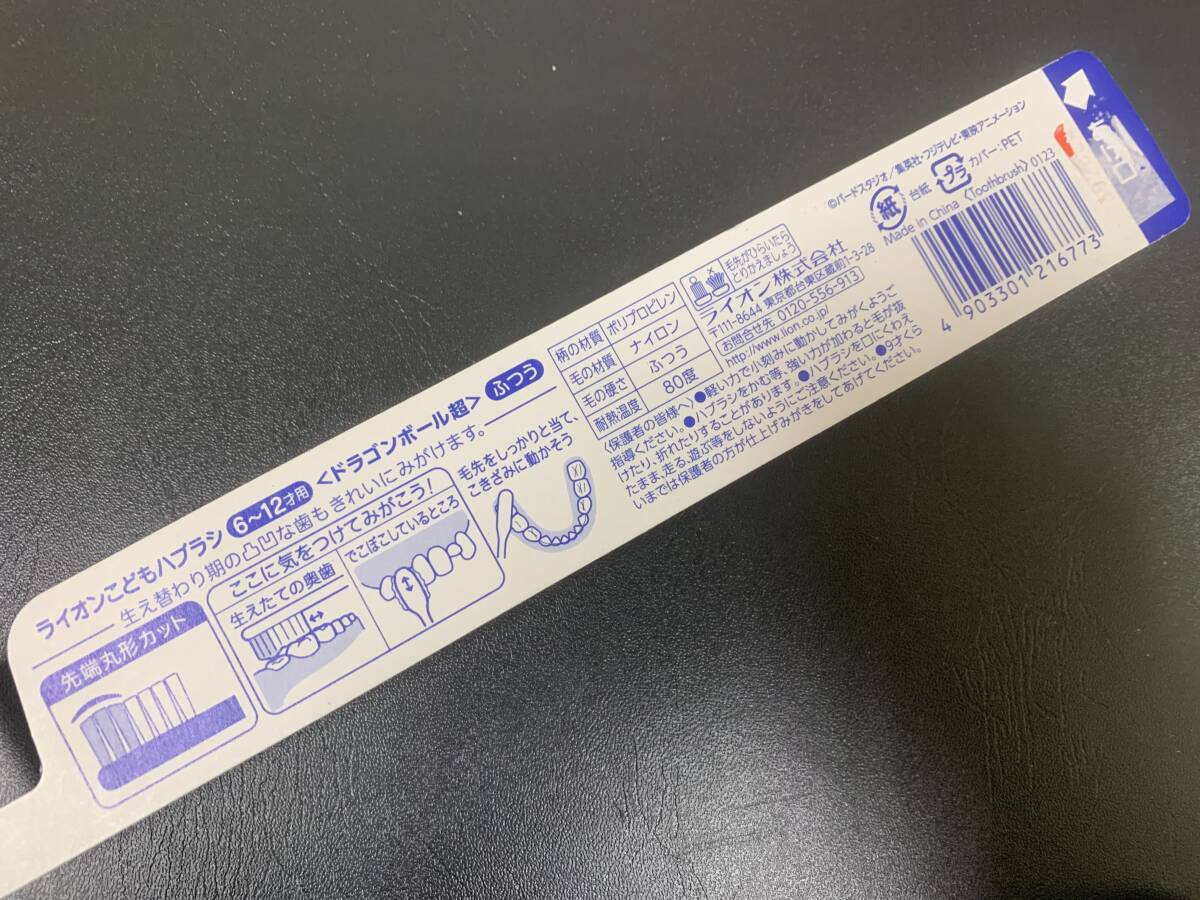 ライオンこどもハブラシ 6〜12才用 <ドラゴンボール超> ふつう
生え替わり期の凸凹な歯もきれいにみがけます。
先端丸形カット
ここに気をつけてみがこう!
生えたての奥歯
でこぼこしているところ
毛先をしっかりと当て、
こきざみに動かそう
柄の材質 ポリプロピレン
毛の材質 ナイロン
毛の硬さ ふつう
耐熱温度 80度
毛先がひらいたら
とりかえましょう
ライオン株式会社
〒111-8644 東京都台東区蔵前1-3-28
お問合せ先 0120-556-913
http://www.lion.co.jp/
〈保護者の皆様へ〉●軽い力で小刻みに動かしてみがくようご
指導ください。●ハブラシをかむ等、強い力が加わると毛が抜
けたり、折れたりすることがあります。●ハブラシを口にくわえ
たまま、走る、遊ぶ等をしないようにご注意ください。●9才くら
いまでは保護者の方が仕上げみがきをしてあげてください。
©バードスタジオ/集英社・フジテレビ・東映アニメーション
紙 台紙 プラ カバー:PET
Made in China 〈Toothbrush〉 0123
4 903301 216773